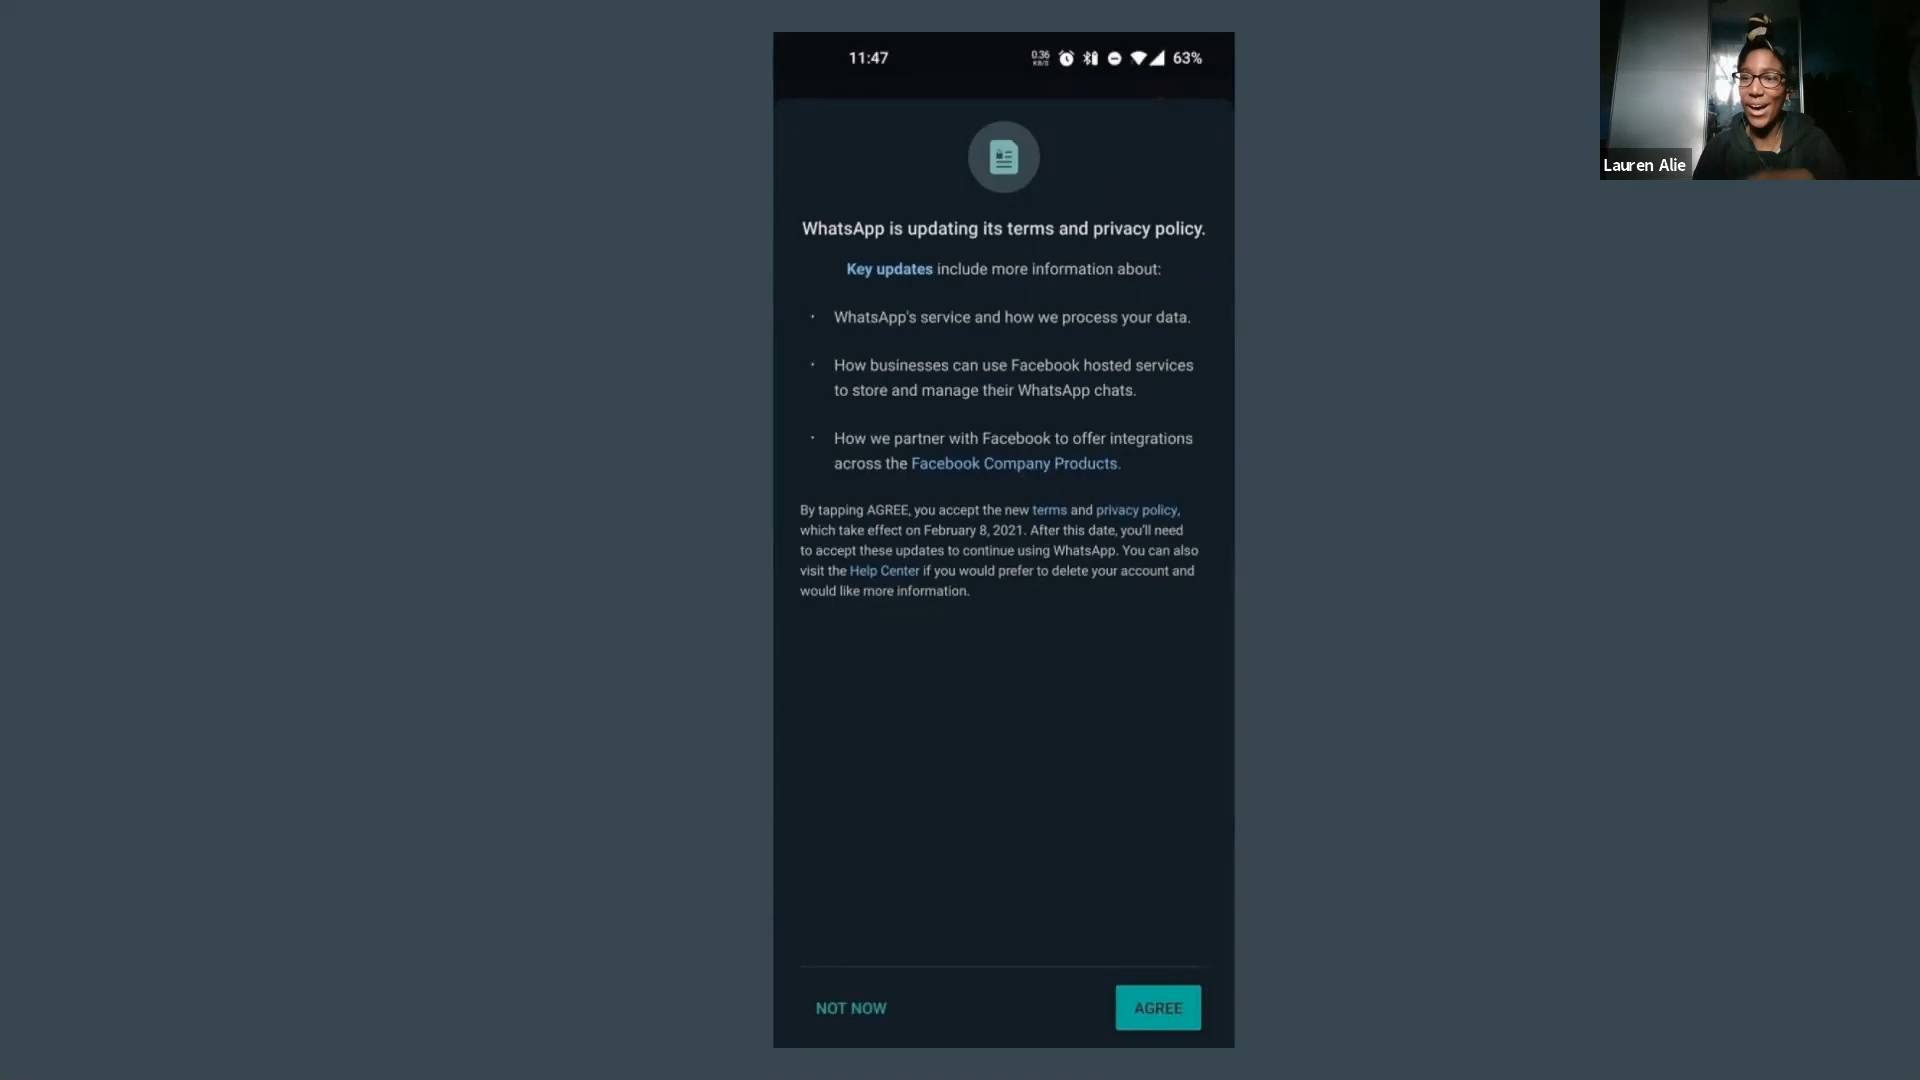 11:47
0.36
KB/S
63%
WhatsApp is updating its terms and privacy policy.
Key updates include more information about:
· WhatsApp's service and how we process your data.
· How businesses can use Facebook hosted services
to store and manage their WhatsApp chats.
· How we partner with Facebook to offer integrations
across the Facebook Company Products.
By tapping AGREE, you accept the new terms and privacy policy,
which take effect on February 8, 2021. After this date, you'll need
to accept these updates to continue using WhatsApp. You can also
visit the Help Center if you would prefer to delete your account and
would like more information.
NOT NOW
AGREE
Lauren Alie